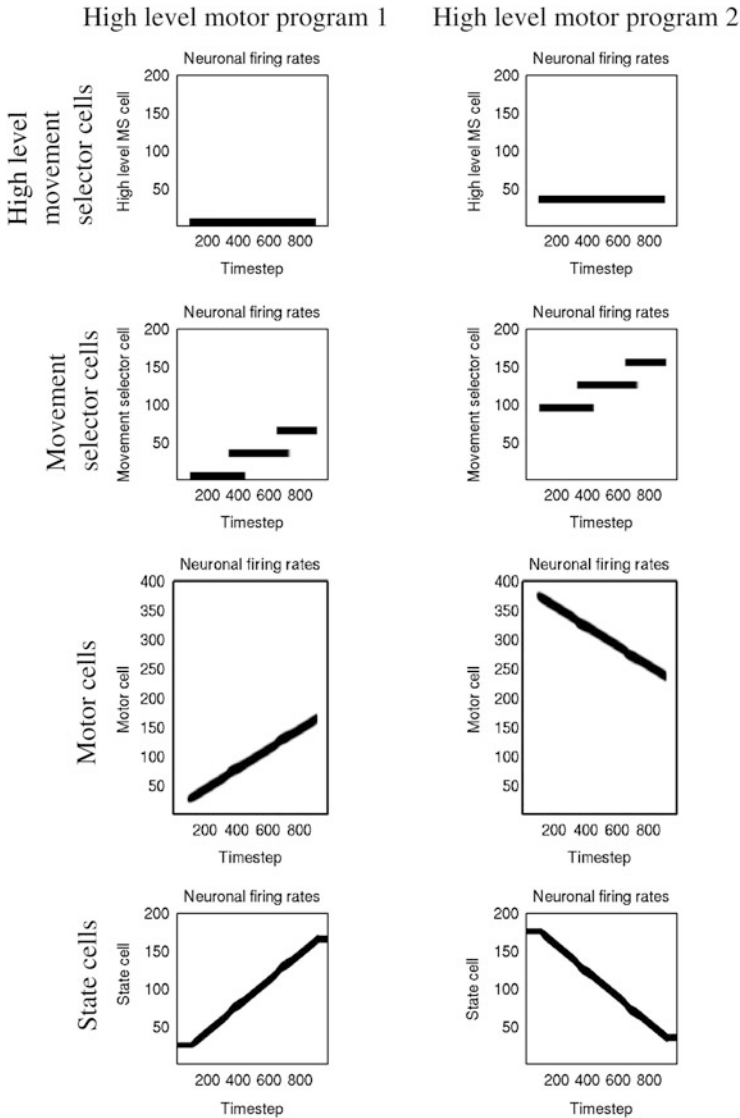 High level motor program 1
High level motor program 2
High level
movement
selector cells
Neuronal firing rates
High level MS cell
200
150
100
50
200 400 600 800
Timestep
Neuronal firing rates
High level MS cell
200
150
100
50
200 400 600 800
Timestep
Movement
selector cells
Neuronal firing rates
Movement selector cell
200
150
100
50
200 400 600 800
Timestep
Neuronal firing rates
Movement selector cell
200
150
100
50
200 400 600 800
Timestep
Motor cells
Neuronal firing rates
Motor cell
400
350
300
250
200
150
100
50
200 400 600 800
Timestep
Neuronal firing rates
Motor cell
400
350
300
250
200
150
100
50
200 400 600 800
Timestep
State cells
Neuronal firing rates
State cell
200
150
100
50
200 400 600 800
Timestep
Neuronal firing rates
State cell
200
150
100
50
200 400 600 800
Timestep